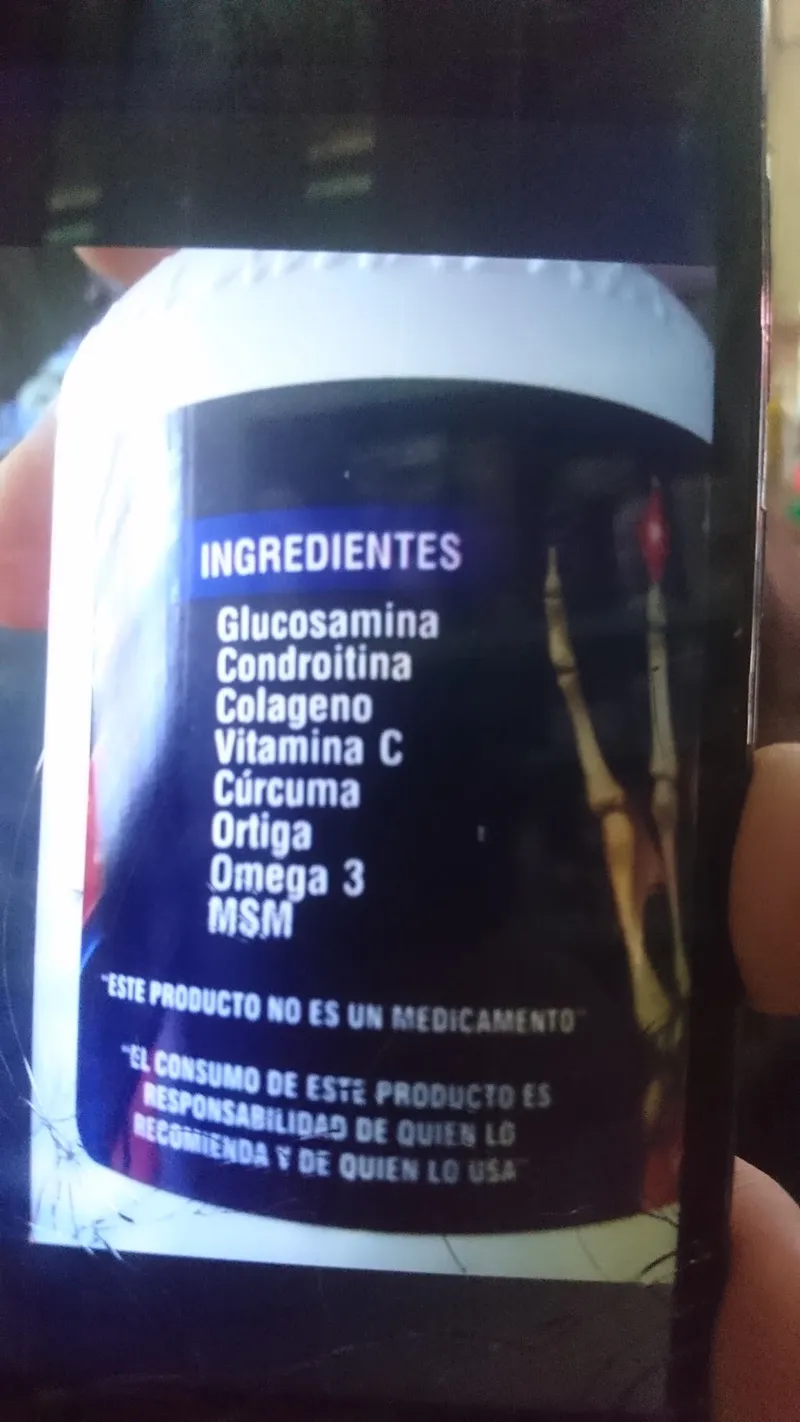 INGREDIENTES
Glucosamina
Condroitina
Colageno
Vitamina C
Cúrcuma
Ortiga
Omega 3
MSM
"ESTE PRODUCTO NO ES UN MEDICAMENTO"
"EL CONSUMO DE ESTE PRODUCTO ES
RESPONSABILIDAD DE QUIEN LO
RECOMIENDA Y DE QUIEN LO USA"